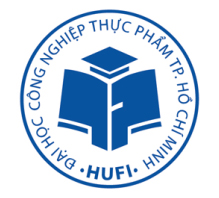 ĐẠI HỌC CÔNG NGHIỆP THỰC PHẨM TP. HỒ CHÍ MINH
·HUFI·